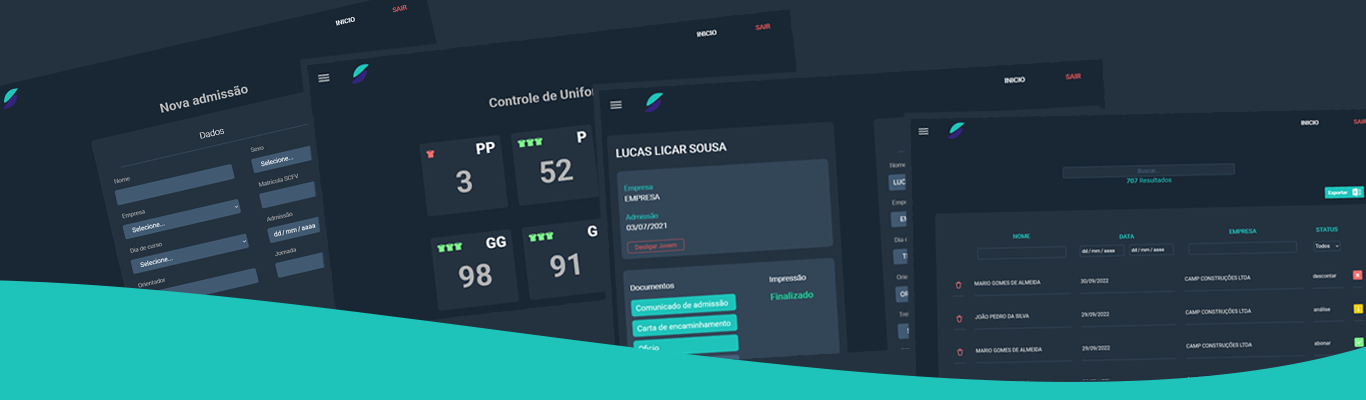 INICIO
SAIR
Nova admissão
Dados
Nome
Sexo
Selecione...
Matrícula SCFV
Empresa
Selecione...
Admissão
dd / mm / aaaa
Dia de curso
Selecione...
Jornada
Orientador
INICIO
SAIR
Controle de Unifo
PP
3
P
52
GG
98
G
91
INICIO
SAIR
LUCAS LICAR SOUSA
Empresa
EMPRESA
Admissão
03/07/2021
Desligar Jovem
Documentos
Impressão
Finalizado
Comunicado de admissão
Carta de encaminhamento
Ofício
Nome
LUC
Empr
Dia
Orie
INICIO
SAIR
Buscar...
707 Resultados
Exportar
NOME
DATA
EMPRESA
STATUS
dd / mm / aaaa
dd / mm / aaaa
Todos
MARIO GOMES DE ALMEIDA
30/09/2022
CAMP CONSTRUÇÕES LTDA
descontar
JOÃO PEDRO DA SILVA
29/09/2022
CAMP CONSTRUÇÕES LTDA
análise
MARIO GOMES DE ALMEIDA
29/09/2022
CAMP CONSTRUÇÕES LTDA
abonar